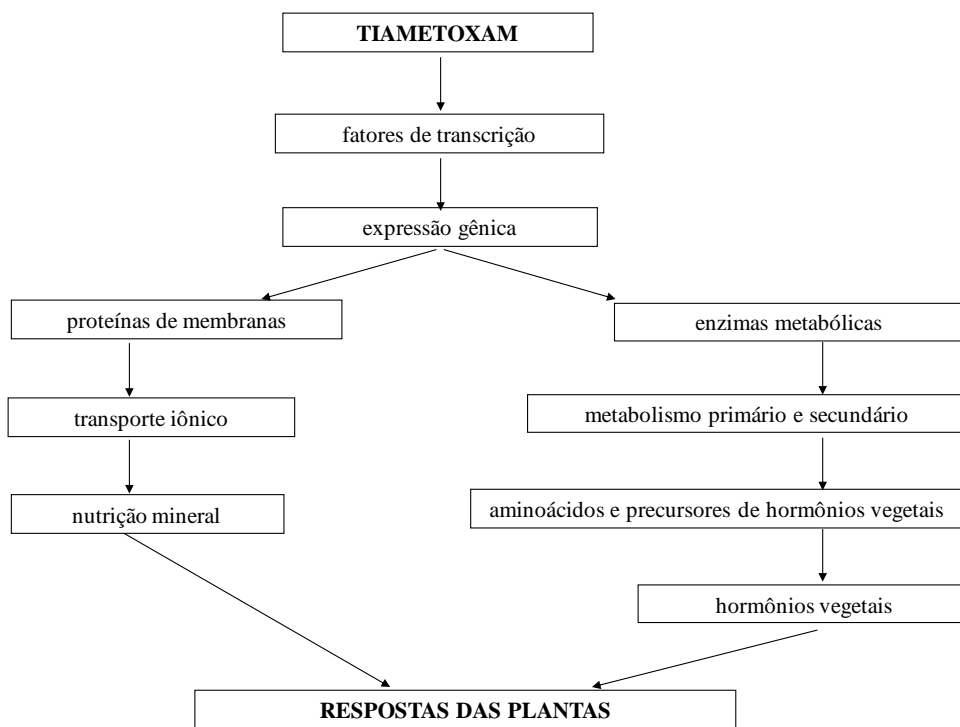 TIAMETOXAM
fatores de transcrição
expressão gênica
proteínas de membranas
enzimas metabólicas
transporte iônico
metabolismo primário e secundário
nutrição mineral
aminoácidos e precursores de hormônios vegetais
hormônios vegetais
RESPOSTAS DAS PLANTAS